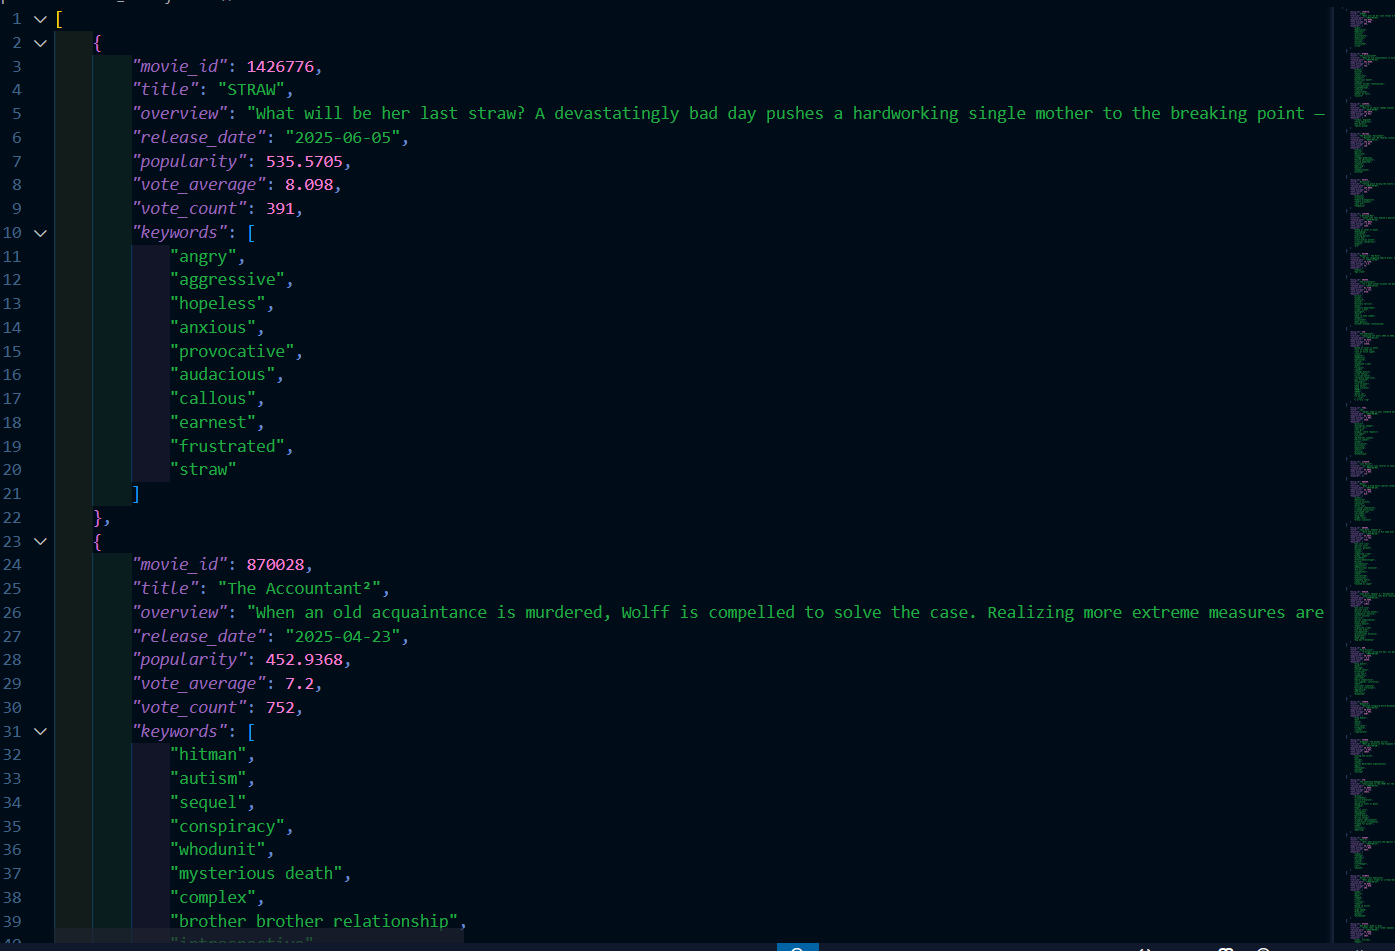 1 [
2 {
3 "movie_id": 1426776,
4 "title": "STRAW",
5 "overview": "What will be her last straw? A devastatingly bad day pushes a hardworking single mother to the breaking point —
6 "release_date": "2025-06-05",
7 "popularity": 535.5705,
8 "vote_average": 8.098,
9 "vote_count": 391,
10 "keywords": [
11 "angry",
12 "aggressive",
13 "hopeless",
14 "anxious",
15 "provocative",
16 "audacious",
17 "callous",
18 "earnest",
19 "frustrated",
20 "straw"
21 ]
22 },
23 {
24 "movie_id": 870028,
25 "title": "The Accountant²",
26 "overview": "When an old acquaintance is murdered, Wolff is compelled to solve the case. Realizing more extreme measures are
27 "release_date": "2025-04-23",
28 "popularity": 452.9368,
29 "vote_average": 7.2,
30 "vote_count": 752,
31 "keywords": [
32 "hitman",
33 "autism",
34 "sequel",
35 "conspiracy",
36 "whodunit",
37 "mysterious death",
38 "complex",
39 "brother brother relationship",
40 "introspective"